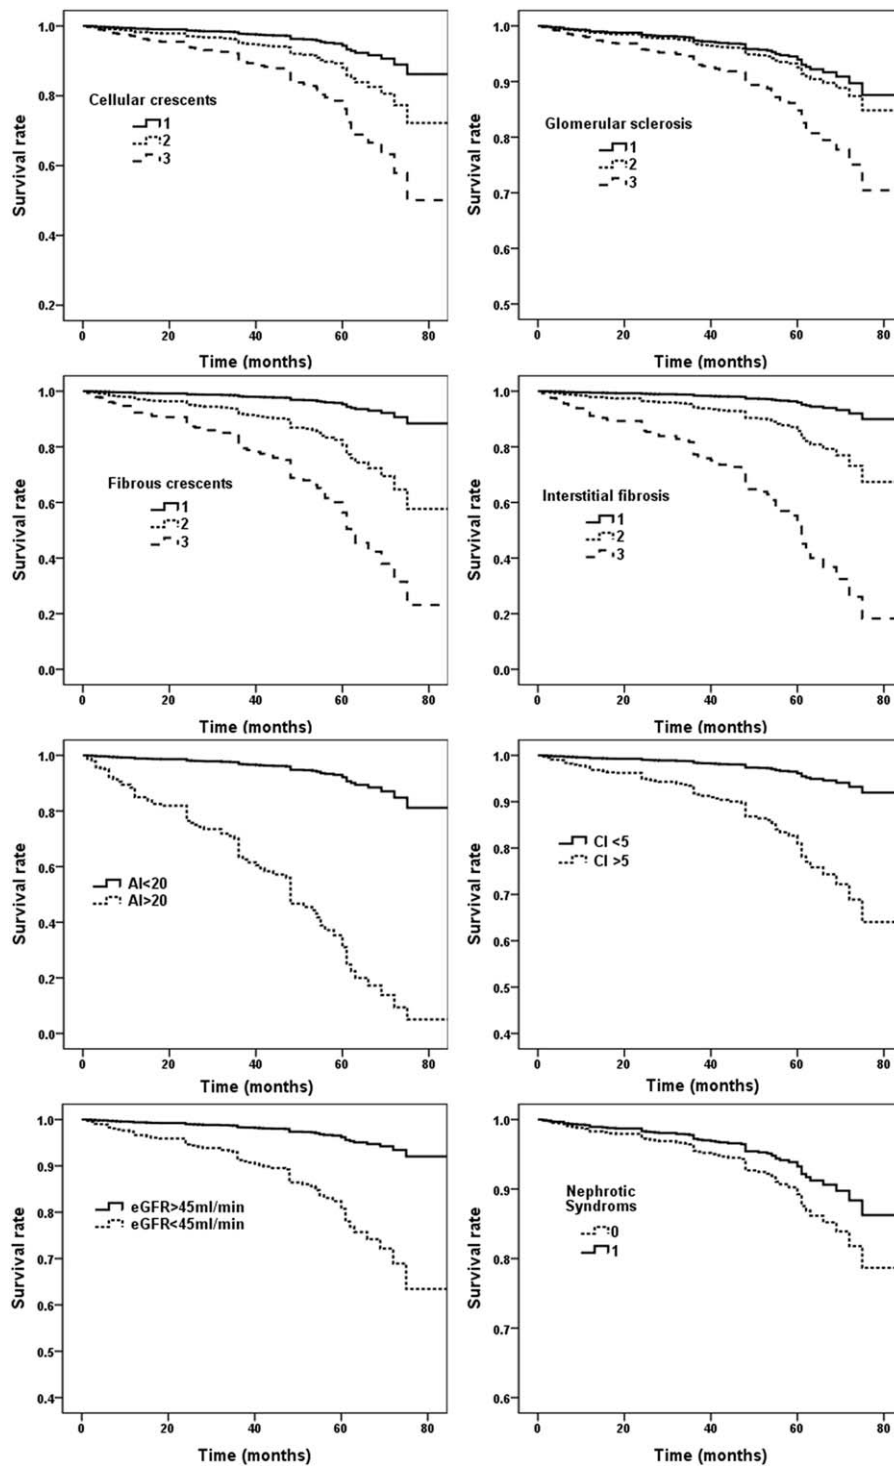 Survival rate
1.0
0.8
0.6
0.4
0.2
Cellular crescents
1
2
3
0 20 40 60 80
Time (months)
Survival rate
1.0
0.9
0.8
0.7
0.6
0.5
Glomerular sclerosis
1
2
3
0 20 40 60 80
Time (months)
Survival rate
1.0
0.8
0.6
0.4
0.2
0.0
Fibrous crescents
1
2
3
0 20 40 60 80
Time (months)
Survival rate
1.0
0.8
0.6
0.4
0.2
0.0
Interstitial fibrosis
1
2
3
0 20 40 60 80
Time (months)
Survival rate
1.0
0.8
0.6
0.4
0.2
0.0
AI<20
AI>20
0 20 40 60 80
Time (months)
Survival rate
1.0
0.9
0.8
0.7
0.6
0.5
0.4
CI <5
CI >5
0 20 40 60 80
Time (months)
Survival rate
1.0
0.9
0.8
0.7
0.6
0.5
0.4
eGFR>45ml/min
eGFR<45ml/min
0 20 40 60 80
Time (months)
Survival rate
1.0
0.9
0.8
0.7
0.6
Nephrotic
Syndroms
0
1
0 20 40 60 80
Time (months)